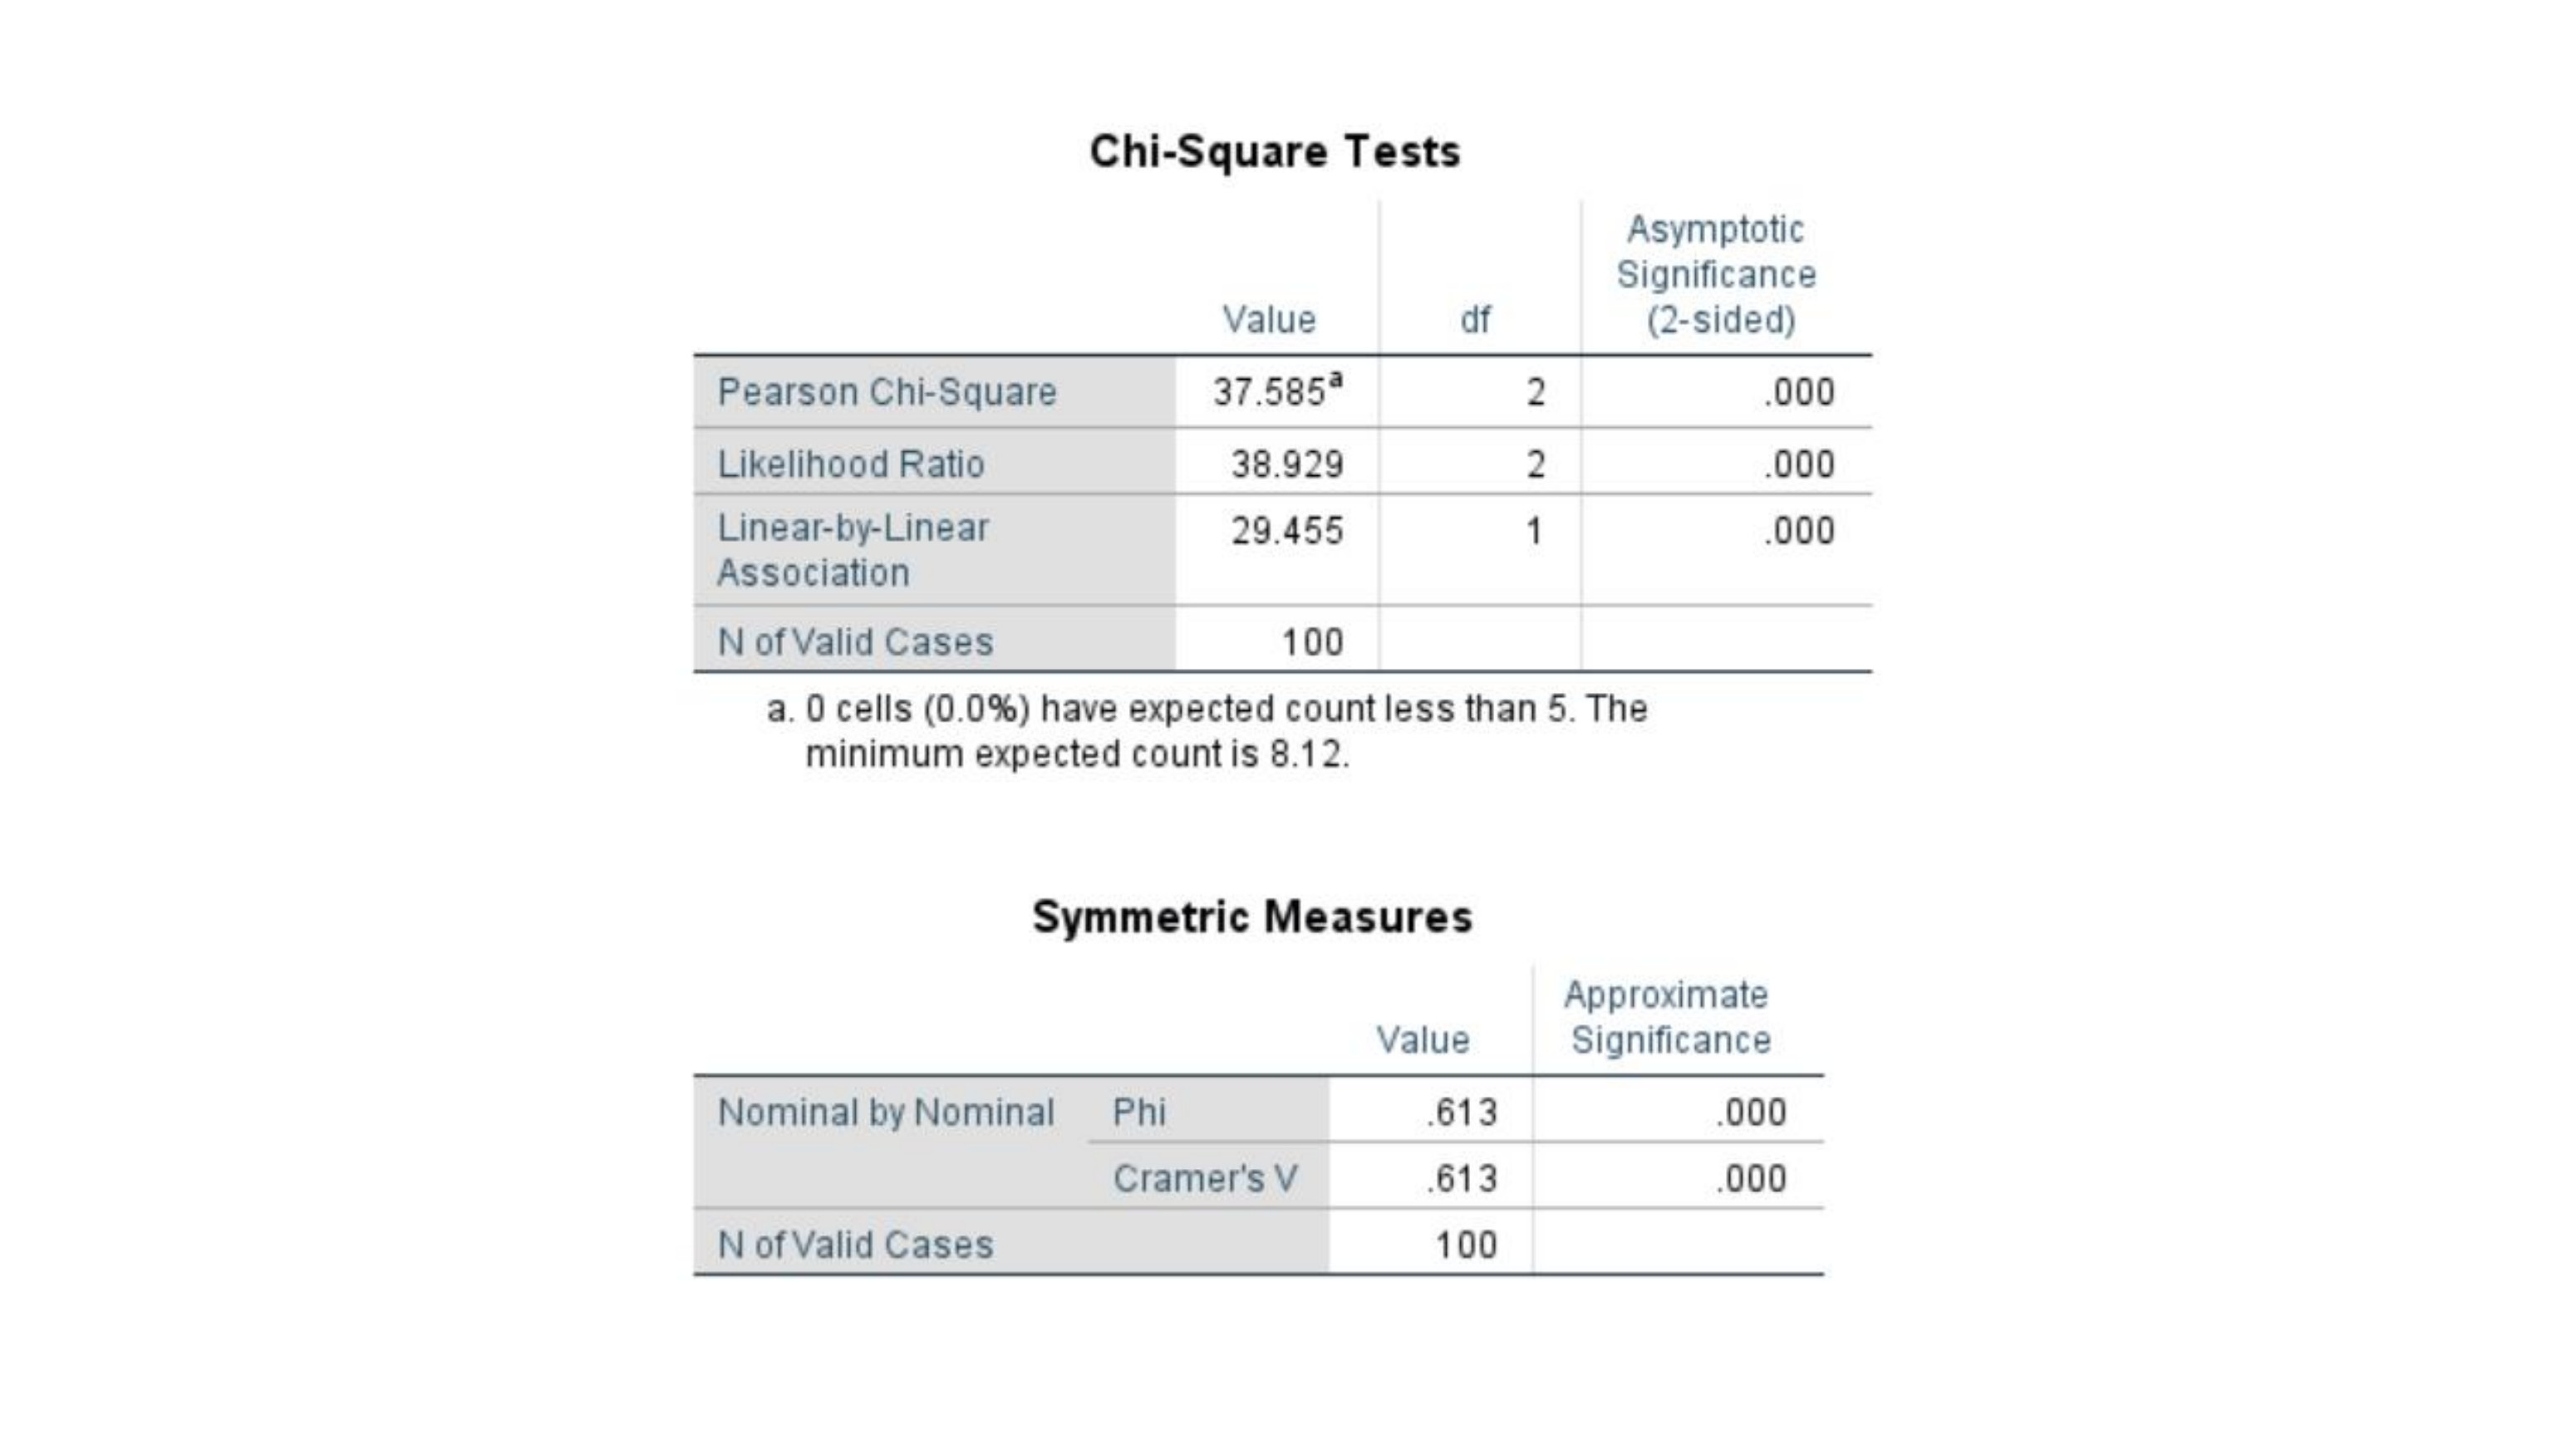 Chi-Square Tests
Value df Asymptotic Significance (2-sided)
Pearson Chi-Square 37.585a 2 .000
Likelihood Ratio 38.929 2 .000
Linear-by-Linear Association 29.455 1 .000
N of Valid Cases 100
a. 0 cells (0.0%) have expected count less than 5. The
minimum expected count is 8.12.
Symmetric Measures
Value Approximate Significance
Nominal by Nominal Phi .613 .000
Cramer's V .613 .000
N of Valid Cases 100